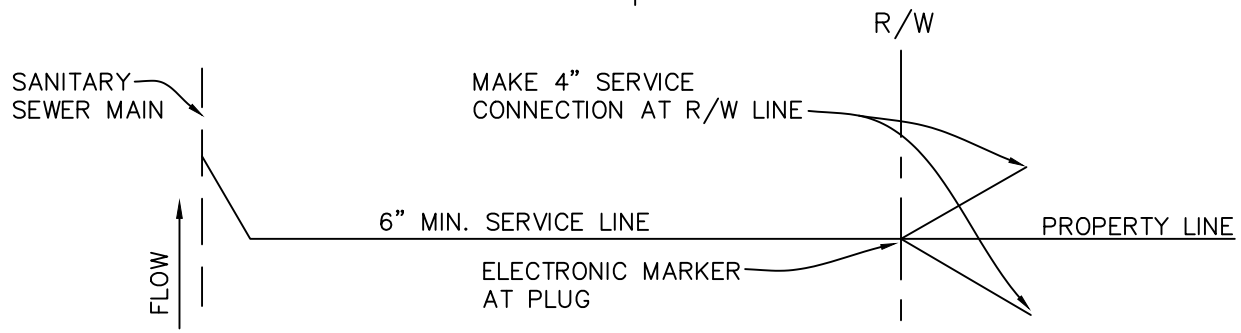 R/W
SANITARY
SEWER MAIN
MAKE 4” SERVICE
CONNECTION AT R/W LINE
6” MIN. SERVICE LINE
PROPERTY LINE
ELECTRONIC MARKER
AT PLUG
FLOW